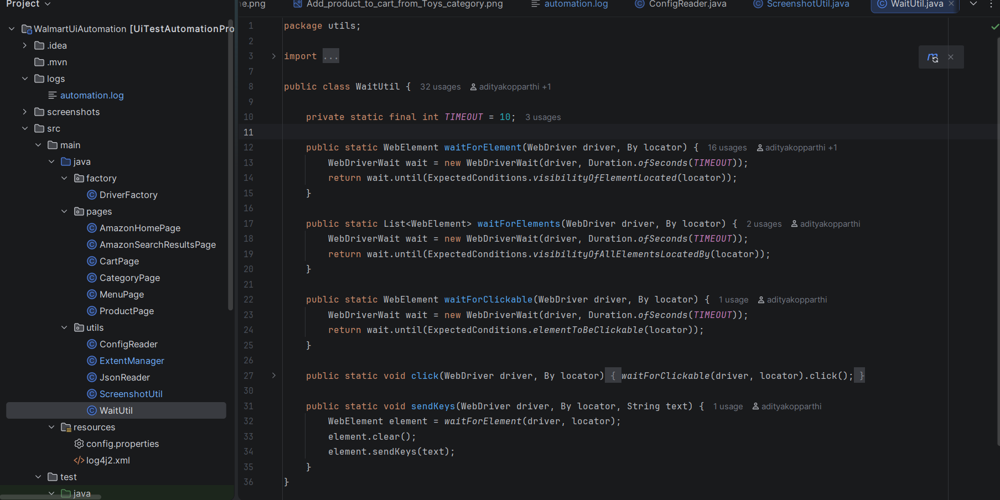 Project
WalmartUiAutomation [UiTestAutomationPro
.idea
.mvn
logs
automation.log
screenshots
src
main
java
factory
DriverFactory
pages
AmazonHomePage
AmazonSearchResultsPage
CartPage
CategoryPage
MenuPage
ProductPage
utils
ConfigReader
ExtentManager
JsonReader
ScreenshotUtil
WaitUtil
resources
config.properties
log4j2.xml
test
java
ne.png Add_product_to_cart_from_Toys_category.png automation.log ConfigReader.java ScreenshotUtil.java WaitUtil.java
1 package utils;
2
3 import ...
7
8 public class WaitUtil { 32 usages adityakopparthi +1
9
10 private static final int TIMEOUT = 10; 3 usages
11
12 public static WebElement waitForElement(WebDriver driver, By locator) { 16 usages adityakopparthi +1
13 WebDriverWait wait = new WebDriverWait(driver, Duration.ofSeconds(TIMEOUT));
14 return wait.until(ExpectedConditions.visibilityOfElementLocated(locator));
15 }
16
17 public static List<WebElement> waitForElements(WebDriver driver, By locator) { 2 usages adityakopparthi
18 WebDriverWait wait = new WebDriverWait(driver, Duration.ofSeconds(TIMEOUT));
19 return wait.until(ExpectedConditions.visibilityOfAllElementsLocatedBy(locator));
20 }
21
22 public static WebElement waitForClickable(WebDriver driver, By locator) { 1 usage adityakopparthi
23 WebDriverWait wait = new WebDriverWait(driver, Duration.ofSeconds(TIMEOUT));
24 return wait.until(ExpectedConditions.elementToBeClickable(locator));
25 }
26
27 public static void click(WebDriver driver, By locator) { waitForClickable(driver, locator).click(); }
30
31 public static void sendKeys(WebDriver driver, By locator, String text) { 1 usage adityakopparthi
32 WebElement element = waitForElement(driver, locator);
33 element.clear();
34 element.sendKeys(text);
35 }
36 }